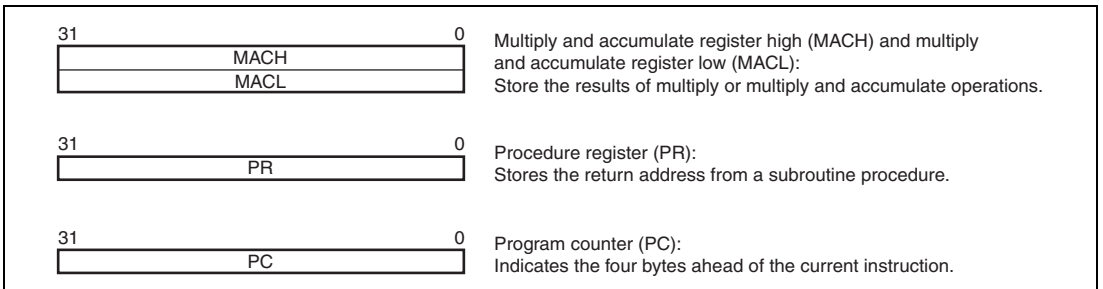 31 0
MACH
MACL
Multiply and accumulate register high (MACH) and multiply
and accumulate register low (MACL):
Store the results of multiply or multiply and accumulate operations.
31 0
PR
Procedure register (PR):
Stores the return address from a subroutine procedure.
31 0
PC
Program counter (PC):
Indicates the four bytes ahead of the current instruction.